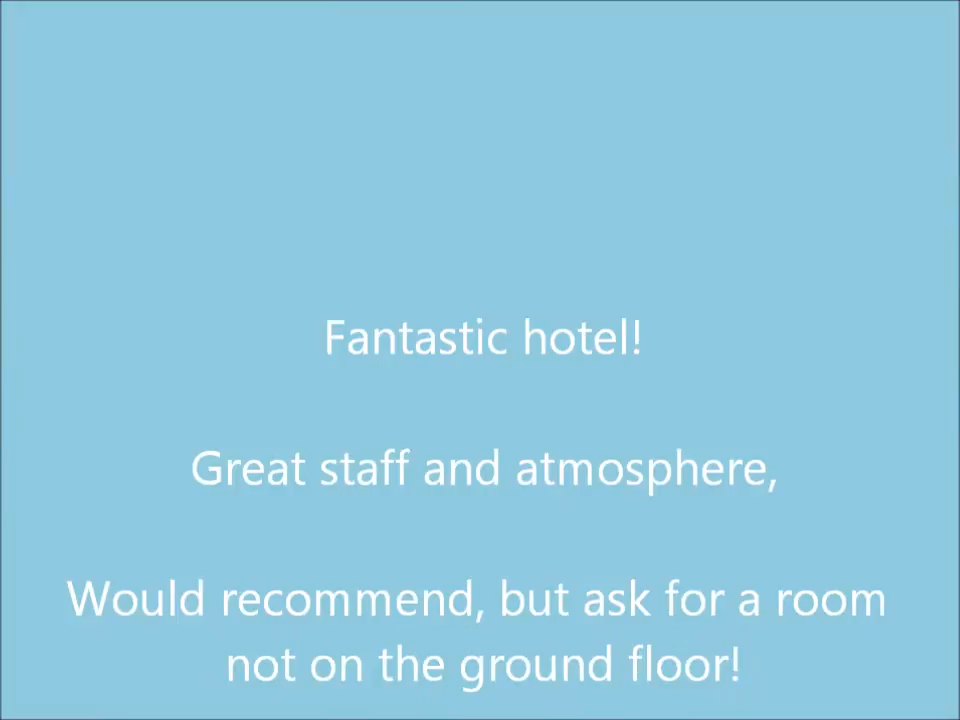 Fantastic hotel!
Great staff and atmosphere,
Would recommend, but ask for a room
not on the ground floor!